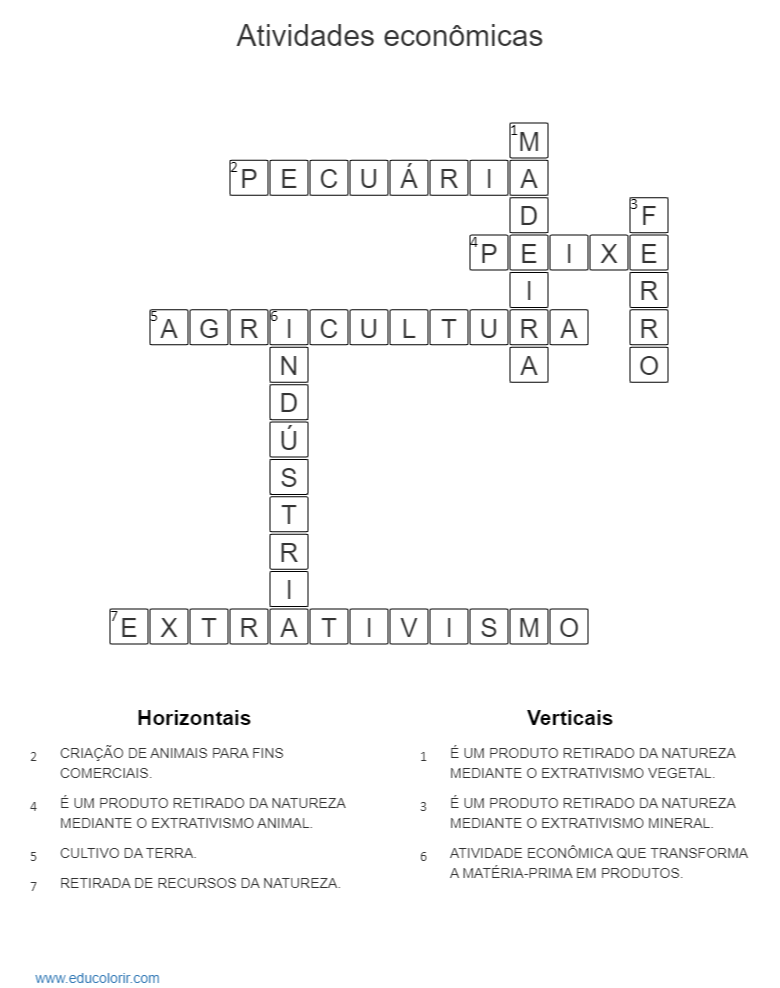 Atividades econômicas
1 M
2 P E C U Á R I A
D 3 F
4 P E I X E
I R
5 A G R 6 I C U L T U R A R
N A O
D
Ú
S
T
R
I
7 E X T R A T I V I S M O
Horizontais
2 CRIAÇÃO DE ANIMAIS PARA FINS
COMERCIAIS.
4 É UM PRODUTO RETIRADO DA NATUREZA
MEDIANTE O EXTRATIVISMO ANIMAL.
5 CULTIVO DA TERRA.
7 RETIRADA DE RECURSOS DA NATUREZA.
Verticais
1 É UM PRODUTO RETIRADO DA NATUREZA
MEDIANTE O EXTRATIVISMO VEGETAL.
3 É UM PRODUTO RETIRADO DA NATUREZA
MEDIANTE O EXTRATIVISMO MINERAL.
6 ATIVIDADE ECONÔMICA QUE TRANSFORMA
A MATÉRIA-PRIMA EM PRODUTOS.
www.educolorir.com